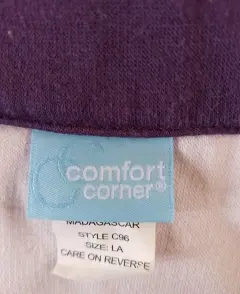 comfort
corner®
MADAGASCAR
STYLE C96
SIZE: LA
CARE ON REVERSE